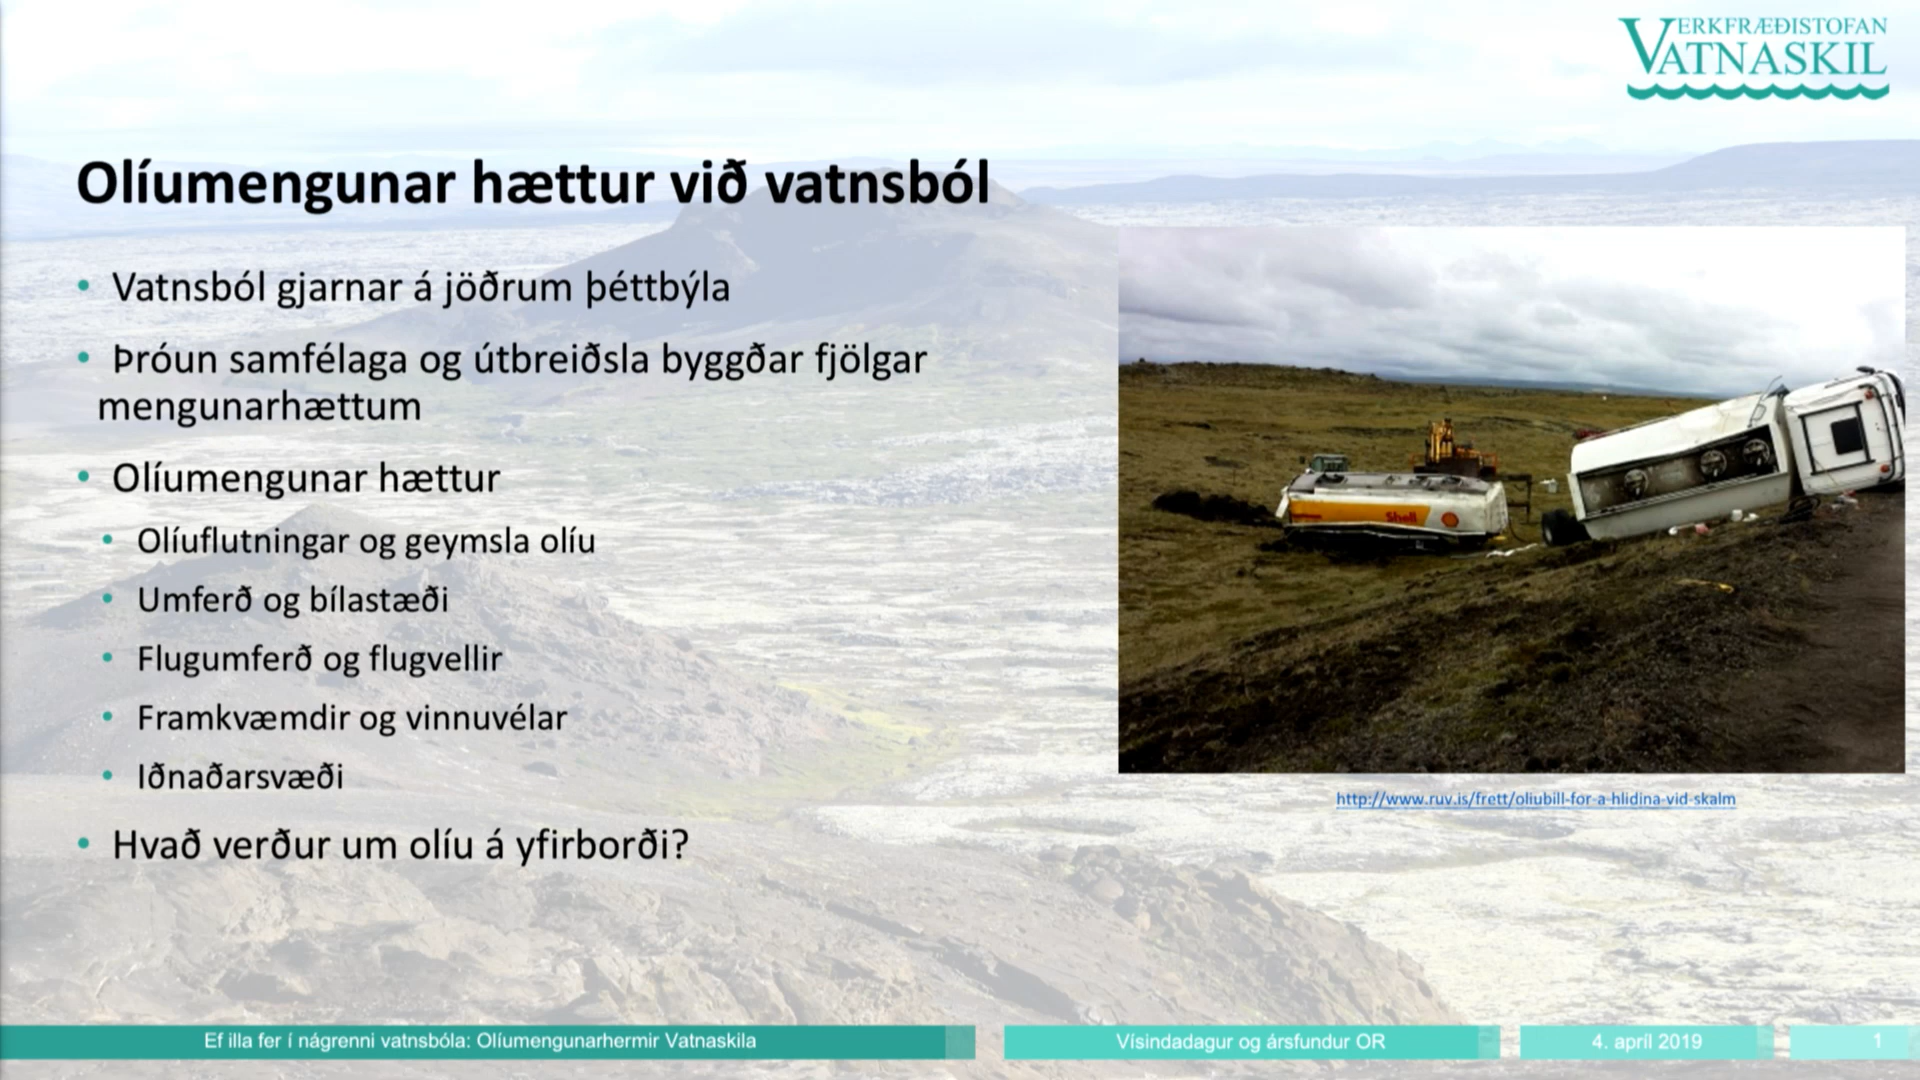 VERKFRÆÐISTOFAN
VATNASKIL
Olíumengunar hættur við vatnsból
• Vatnsból gjarnar á jöðrum þéttbýla
• Þróun samfélaga og útbreiðsla byggðar fjölgar
mengunarhættum
• Olíumengunar hættur
• Olíuflutningar og geymsla olíu
• Umferð og bílastæði
• Flugumferð og flugvellir
• Framkvæmdir og vinnuvélar
• Iðnaðarsvæði
• Hvað verður um olíu á yfirborði?
Shell
http://www.ruv.is/frett/oliubill-for-a-hlidina-vid-skalm
Ef illa fer í nágrenni vatnsbóla: Olíumengunarhermir Vatnaskila
Vísindadagur og ársfundur OR
4. apríl 2019
1